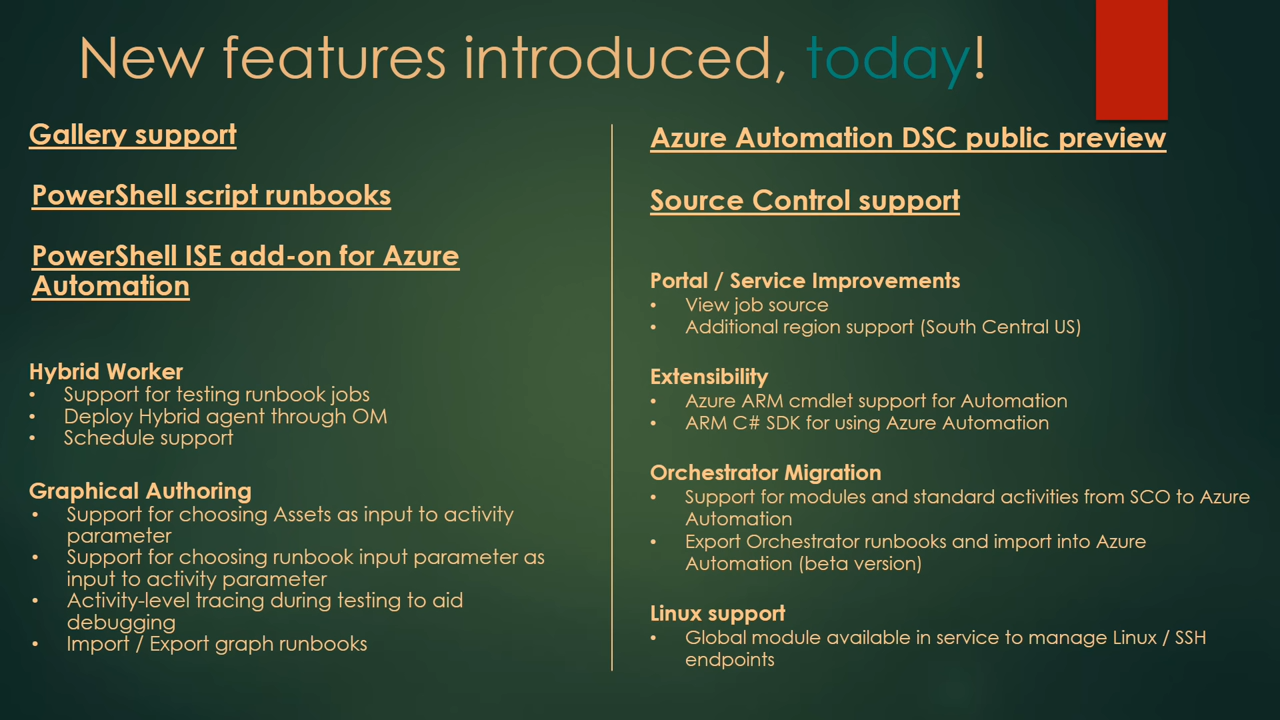 New features introduced, today!
Gallery support
PowerShell script runbooks
PowerShell ISE add-on for Azure
Automation
Hybrid Worker
• Support for testing runbook jobs
• Deploy Hybrid agent through OM
• Schedule support
Graphical Authoring
• Support for choosing Assets as input to activity
parameter
• Support for choosing runbook input parameter as
input to activity parameter
• Activity-level tracing during testing to aid
debugging
• Import / Export graph runbooks
Azure Automation DSC public preview
Source Control support
Portal / Service Improvements
• View job source
• Additional region support (South Central US)
Extensibility
• Azure ARM cmdlet support for Automation
• ARM C# SDK for using Azure Automation
Orchestrator Migration
• Support for modules and standard activities from SCO to Azure
Automation
• Export Orchestrator runbooks and import into Azure
Automation (beta version)
Linux support
• Global module available in service to manage Linux / SSH
endpoints